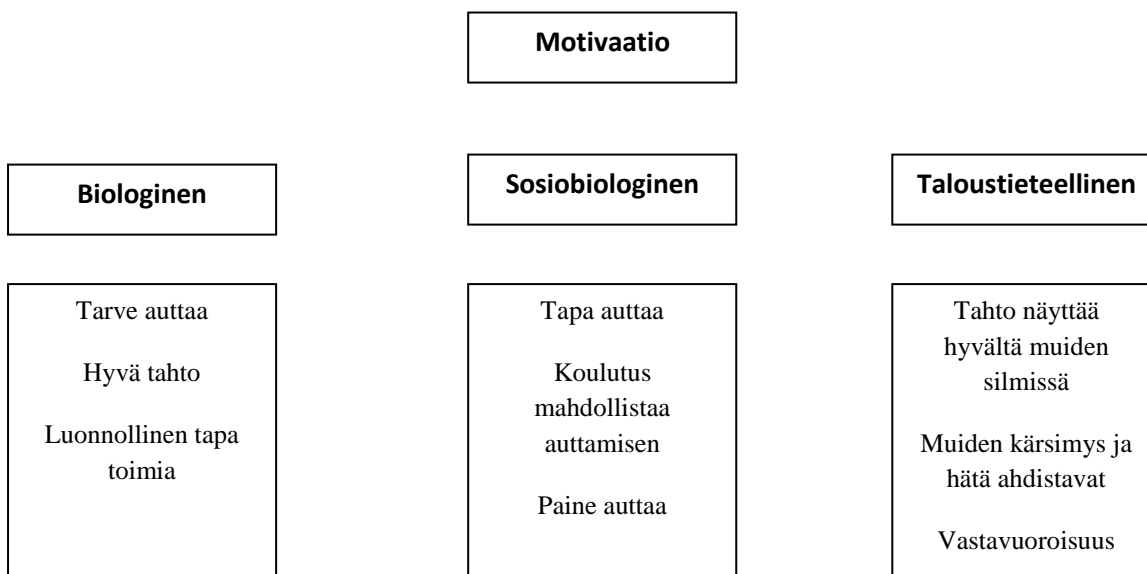 Motivaatio
Biologinen
Sosiobiologinen
Taloustieteellinen
Tarve auttaa
Hyvä tahto
Luonnollinen tapa
toimia
Tapa auttaa
Koulutus
mahdollistaa
auttamisen
Paine auttaa
Tahto näyttää
hyvältä muiden
silmissä
Muiden kärsimys ja
hätä ahdistavat
Vastavuoroisuus